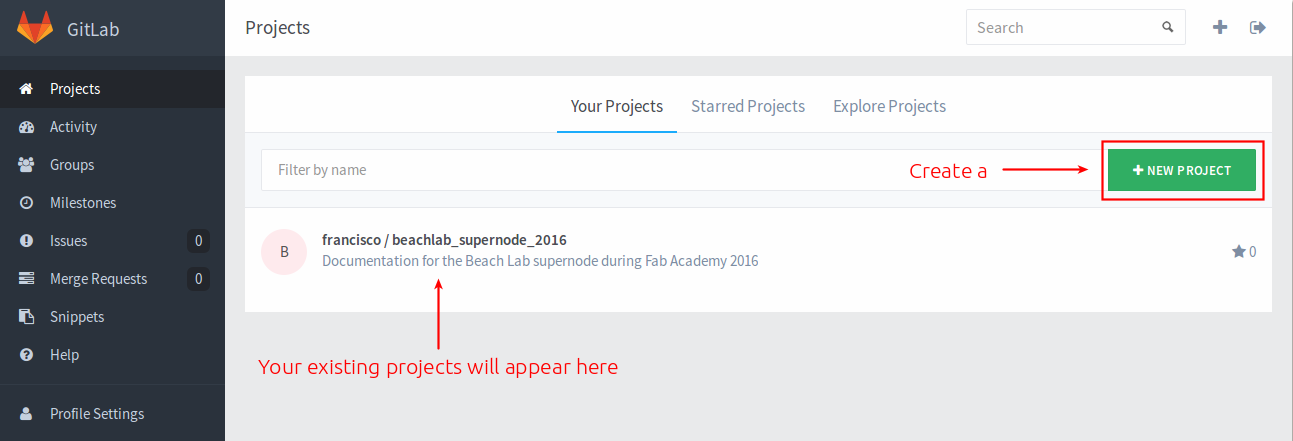 GitLab
Projects
Search
Projects
Activity
Groups
Milestones
Issues 0
Merge Requests 0
Snippets
Help
Profile Settings
Your Projects Starred Projects Explore Projects
Filter by name
Create a
NEW PROJECT
B
francisco / beachlab_supernode_2016
Documentation for the Beach Lab supernode during Fab Academy 2016
0
Your existing projects will appear here